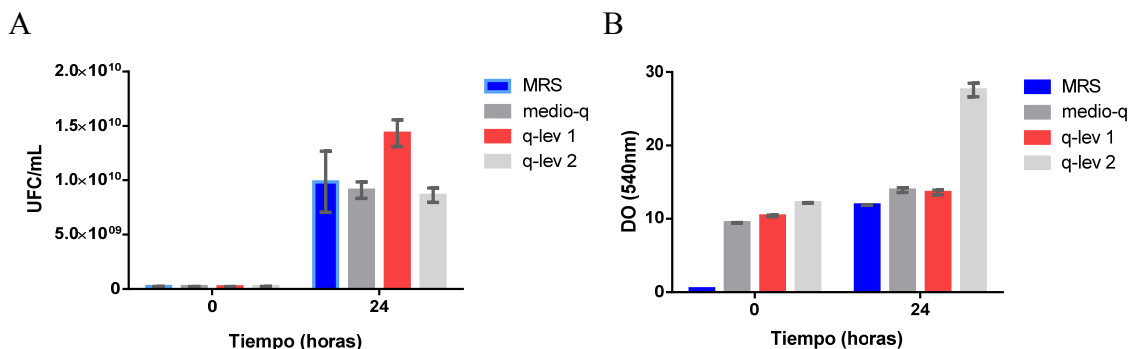 A
UFC/mL
2.0×10¹⁰
1.5×10¹⁰
1.0×10¹⁰
5.0×10⁰⁹
0
0
24
Tiempo (horas)
MRS
medio-q
q-lev 1
q-lev 2
B
DO (540nm)
30
20
10
0
0
24
Tiempo (horas)
MRS
medio-q
q-lev 1
q-lev 2